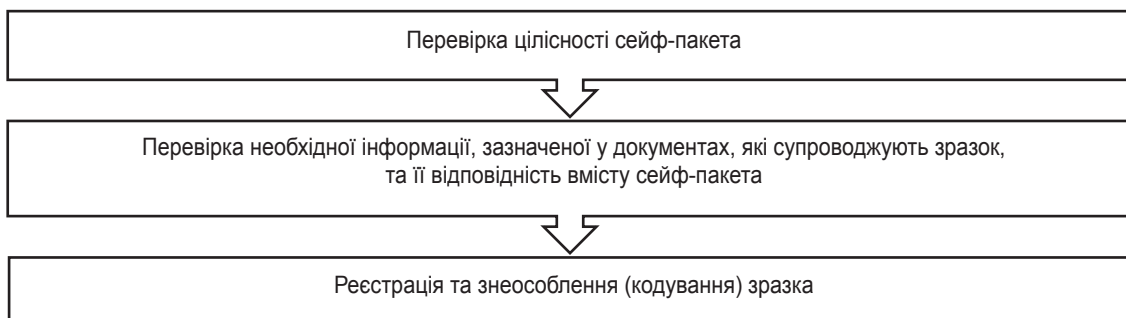 Перевірка цілісності сейф-пакета
Перевірка необхідної інформації, зазначеної у документах, які супроводжують зразок,
та її відповідність вмісту сейф-пакета
Реєстрація та знеособлення (кодування) зразка